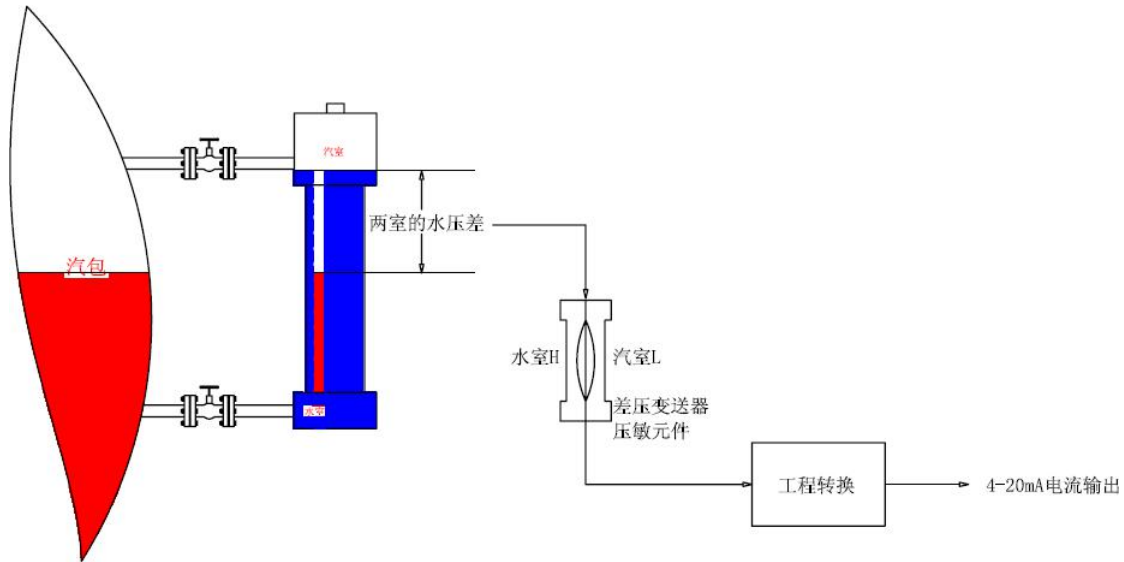 汽室
两室的水压差
汽包
水室H
汽室L
水室
差压变送器
压敏元件
工程转换
4-20mA电流输出